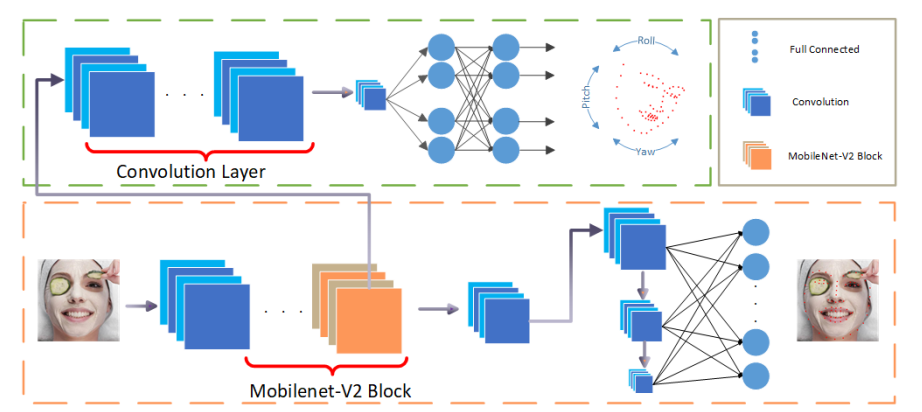 Roll
Pitch
Yaw
Convolution Layer
Full Connected
Convolution
MobileNet-V2 Block
Mobilenet-V2 Block